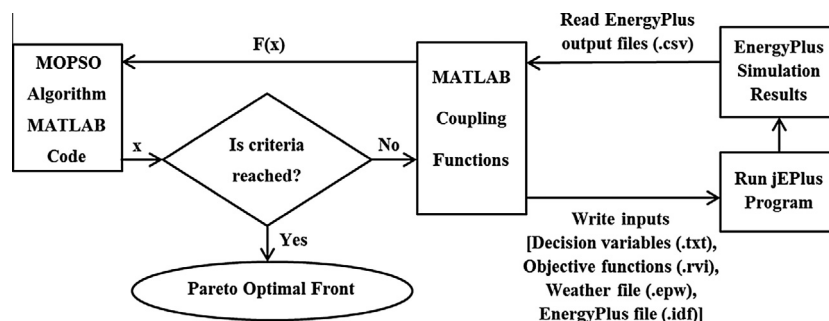 MOPSO
Algorithm
MATLAB
Code
F(x)
x
Is criteria
reached?
No
Yes
Pareto Optimal Front
MATLAB
Coupling
Functions
Read EnergyPlus
output files (.csv)
EnergyPlus
Simulation
Results
Run jEPlus
Program
Write inputs
[Decision variables (.txt),
Objective functions (.rvi),
Weather file (.epw),
EnergyPlus file (.idf)]